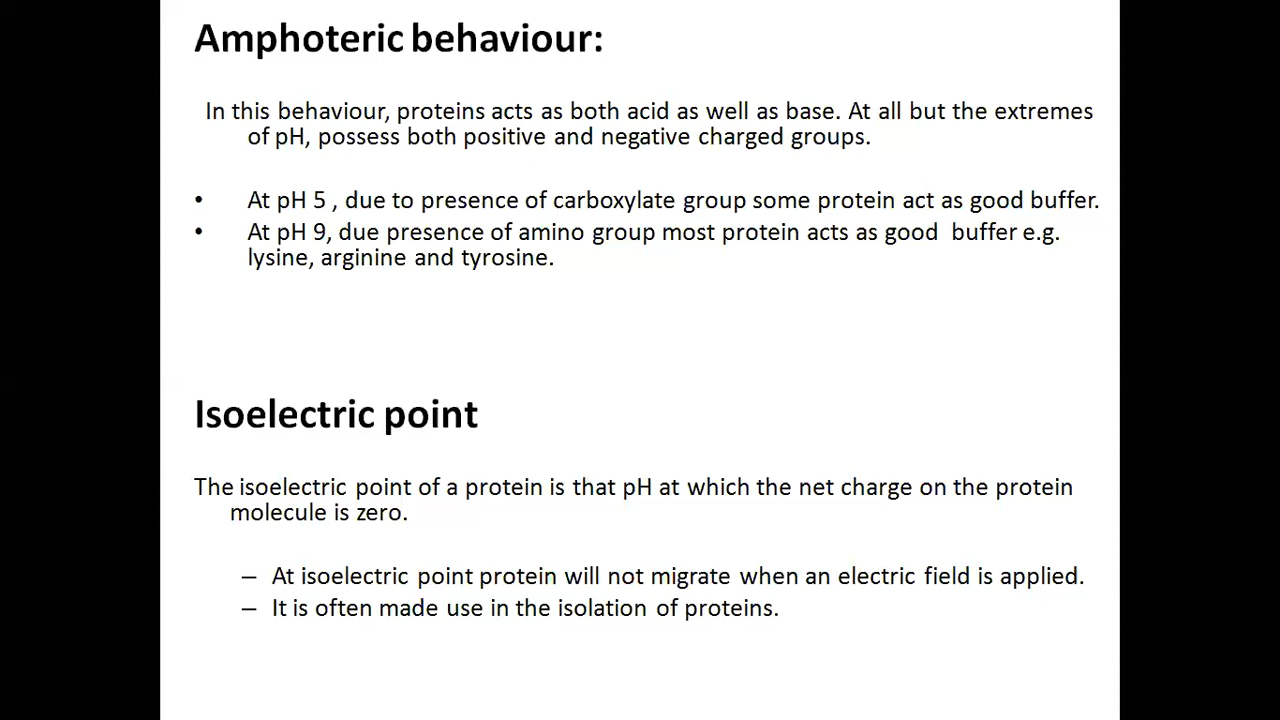 Amphoteric behaviour:
In this behaviour, proteins acts as both acid as well as base. At all but the extremes
of pH, possess both positive and negative charged groups.
• At pH 5 , due to presence of carboxylate group some protein act as good buffer.
• At pH 9, due presence of amino group most protein acts as good buffer e.g.
lysine, arginine and tyrosine.
Isoelectric point
The isoelectric point of a protein is that pH at which the net charge on the protein
molecule is zero.
– At isoelectric point protein will not migrate when an electric field is applied.
– It is often made use in the isolation of proteins.